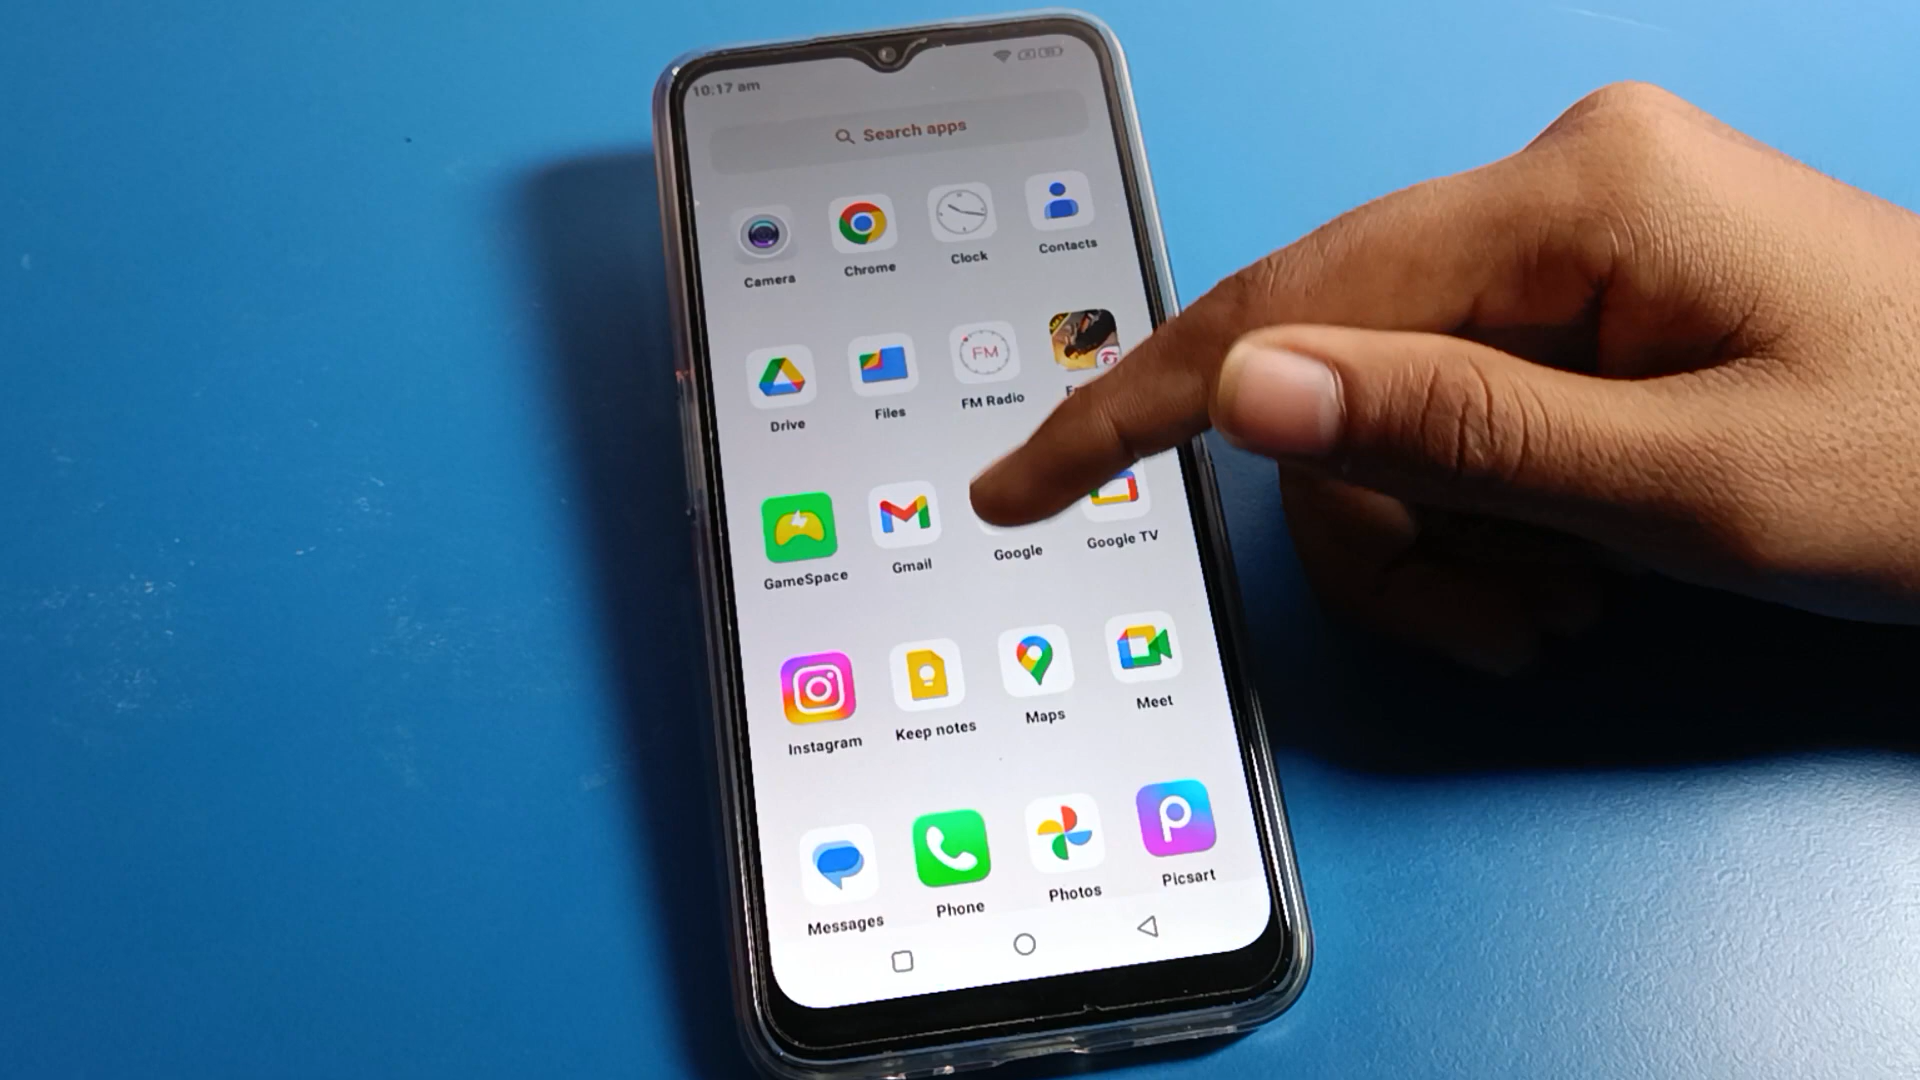 10:17 am
Search apps
Camera
Chrome
Clock
Contacts
FM
Drive
Files
FM Radio
GameSpace
Gmail
Google
Google TV
Instagram
Keep notes
Maps
Meet
Messages
Phone
Photos
Picsart